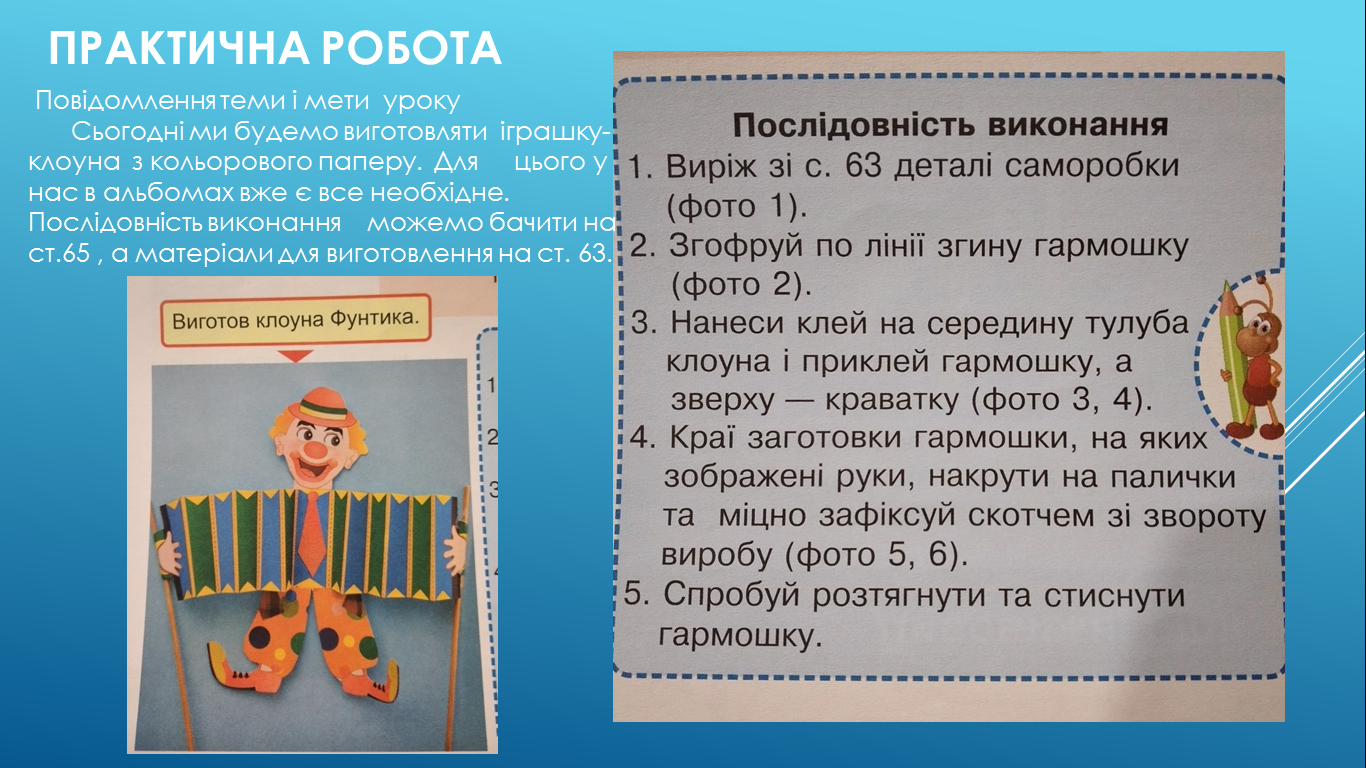 ПРАКТИЧНА РОБОТА
Повідомлення теми і мети уроку
Сьогодні ми будемо виготовляти іграшку-
клоуна з кольорового паперу. Для цього у
нас в альбомах вже є все необхідне.
Послідовність виконання можемо бачити на
ст.65 , а матеріали для виготовлення на ст. 63.
Виготов клоуна Фунтика.
1
2
3
4
Послідовність виконання
1. Виріж зі с. 63 деталі саморобки
(фото 1).
2. Згофруй по лінії згину гармошку
(фото 2).
3. Нанеси клей на середину тулуба
клоуна і приклей гармошку, а
зверху — краватку (фото 3, 4).
4. Краї заготовки гармошки, на яких
зображені руки, накрути на палички
та міцно зафіксуй скотчем зі звороту
виробу (фото 5, 6).
5. Спробуй розтягнути та стиснути
гармошку.